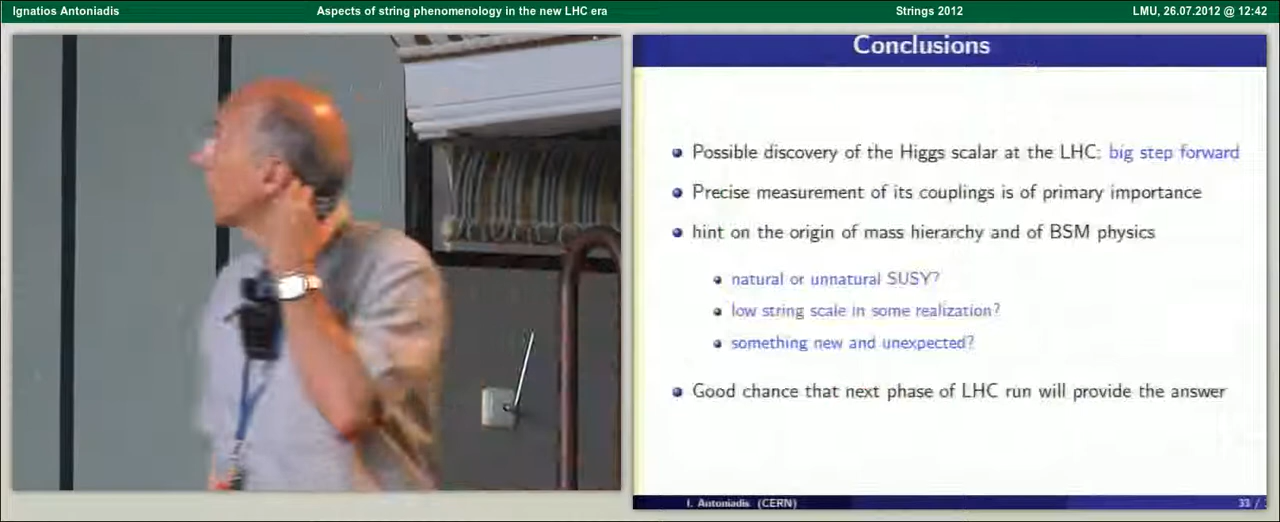 Ignatios Antoniadis
Aspects of string phenomenology in the new LHC era
Strings 2012
LMU, 26.07.2012 @ 12:42
Conclusions
Possible discovery of the Higgs scalar at the LHC: big step forward
Precise measurement of its couplings is of primary importance
hint on the origin of mass hierarchy and of BSM physics
natural or unnatural SUSY?
low string scale in some realization?
something new and unexpected?
Good chance that next phase of LHC run will provide the answer
I. Antoniadis (CERN)
33 /